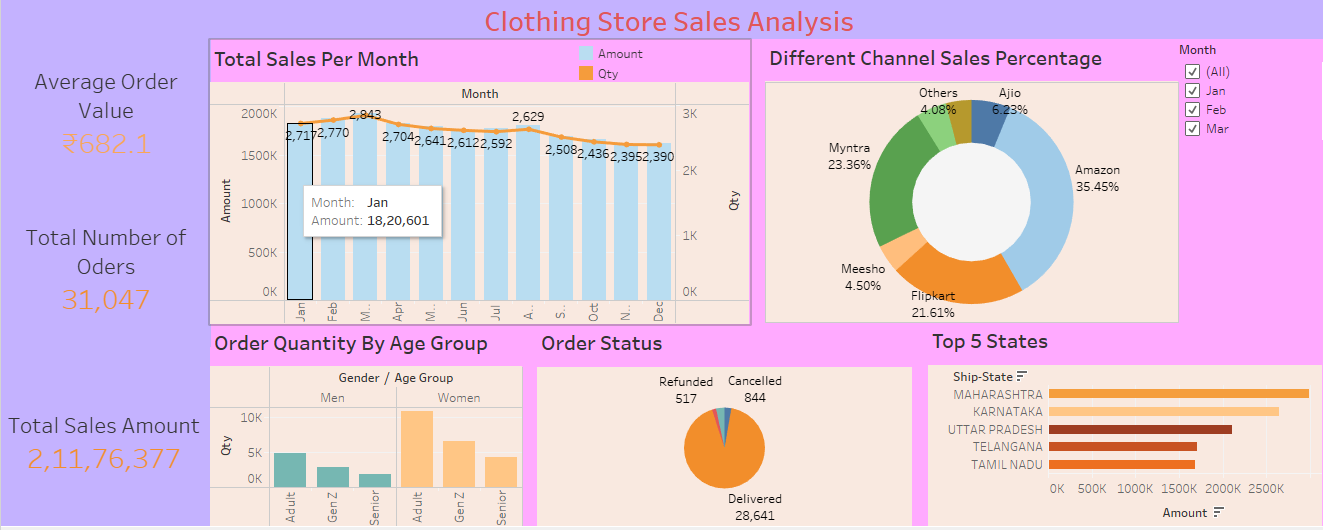 Clothing Store Sales Analysis
Average Order
Value
₹682.1
Total Number of
Oders
31,047
Total Sales Amount
2,11,76,377
Total Sales Per Month
Amount
Qty
Month
2000K
1500K
1000K
500K
0K
Amount
2,717
2,770
2,843
2,704
2,641
2,612
2,592
2,629
2,508
2,436
2,395
2,390
Month: Jan
Amount: 18,20,601
3K
2K
1K
0K
Qty
Jan
Feb
M..
Apr
M..
Jun
Jul
A..
S..
Oct
N..
Dec
Different Channel Sales Percentage
Others
4.08%
Ajio
6.23%
Myntra
23.36%
Amazon
35.45%
Meesho
4.50%
Flipkart
21.61%
Month
(All)
Jan
Feb
Mar
Order Quantity By Age Group
Gender / Age Group
Men
Women
10K
5K
0K
Qty
Adult
Gen Z
Senior
Adult
Gen Z
Senior
Order Status
Refunded
517
Cancelled
844
Delivered
28,641
Top 5 States
Ship-State
MAHARASHTRA
KARNATAKA
UTTAR PRADESH
TELANGANA
TAMIL NADU
0K 500K 1000K 1500K 2000K 2500K
Amount